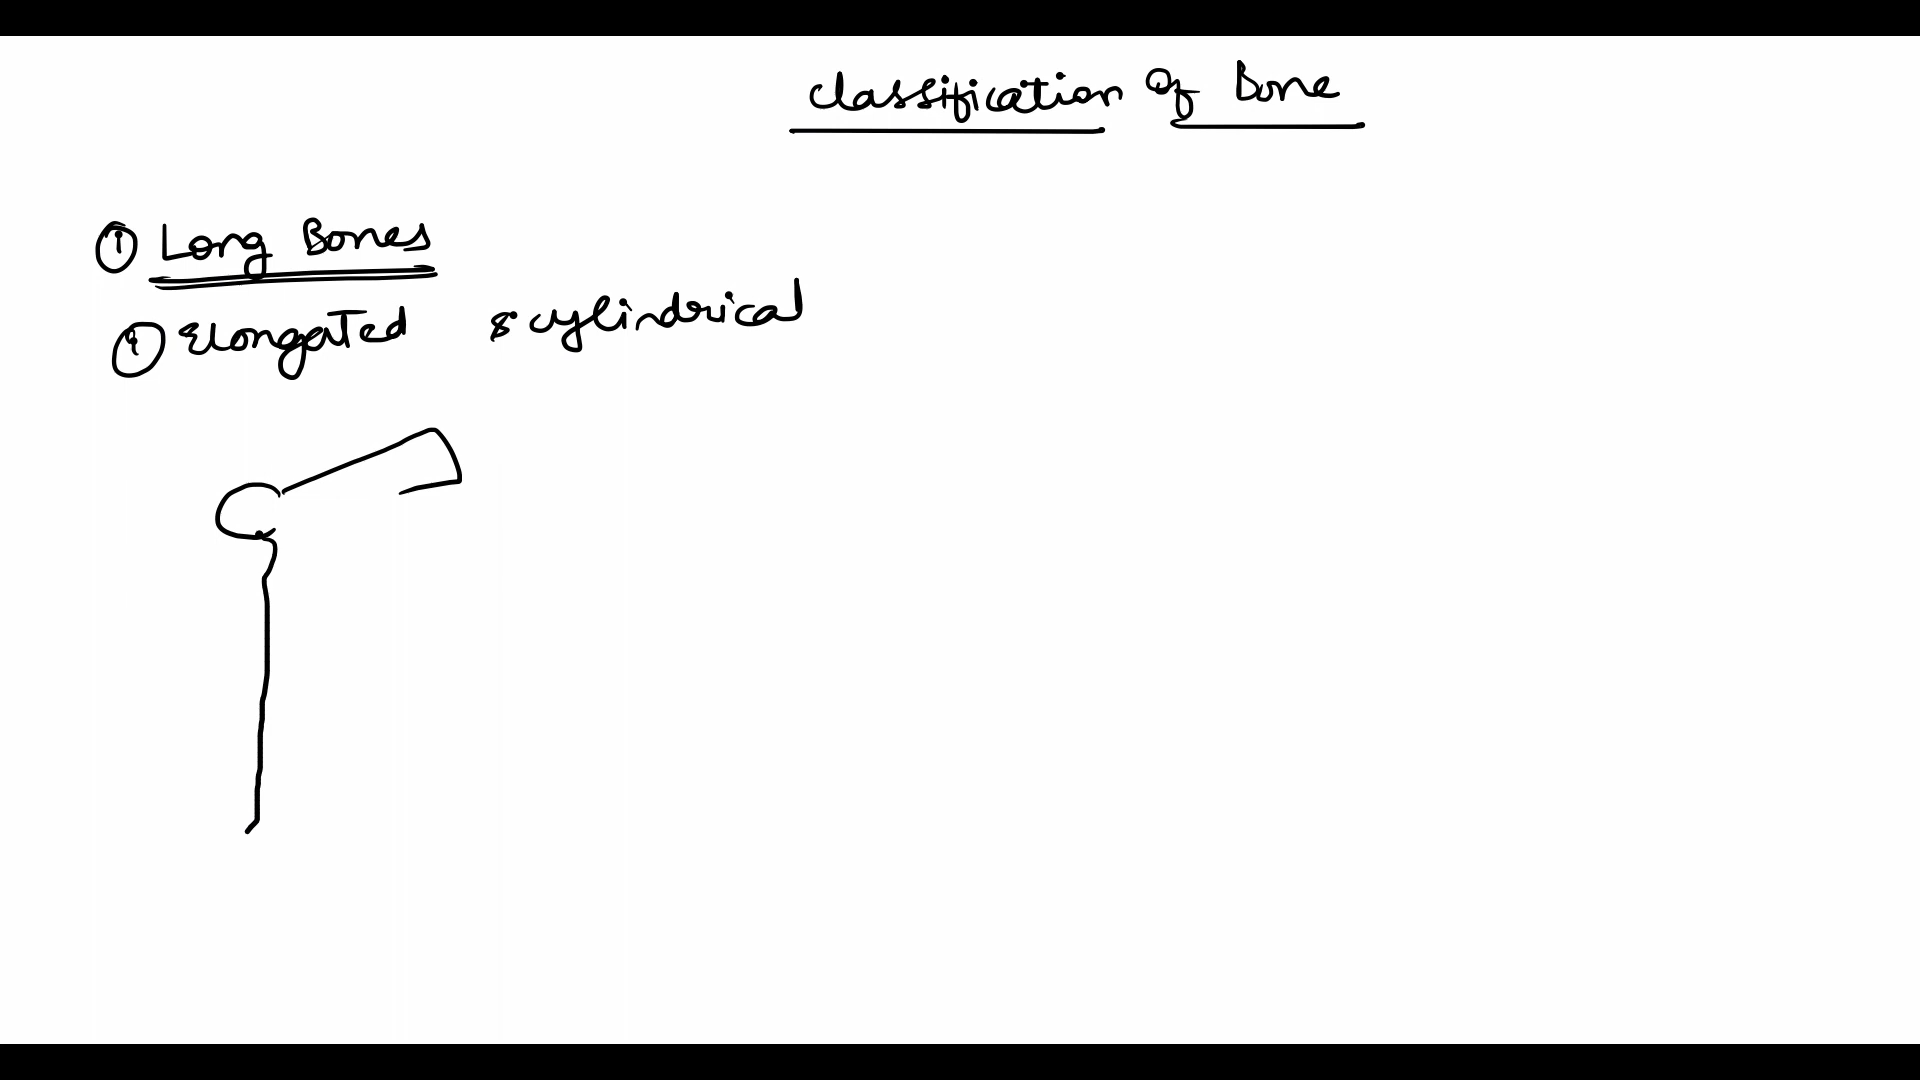 Classification of Bone
① Long Bones
① Elongated & cylindrical